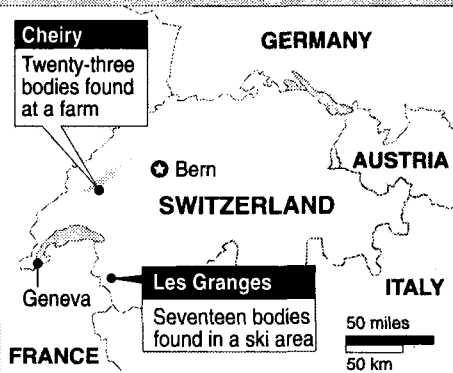 Cheiry
Twenty-three
bodies found
at a farm
GERMANY
Bern
AUSTRIA
SWITZERLAND
Geneva
Les Granges
Seventeen bodies
found in a ski area
ITALY
50 miles
50 km
FRANCE